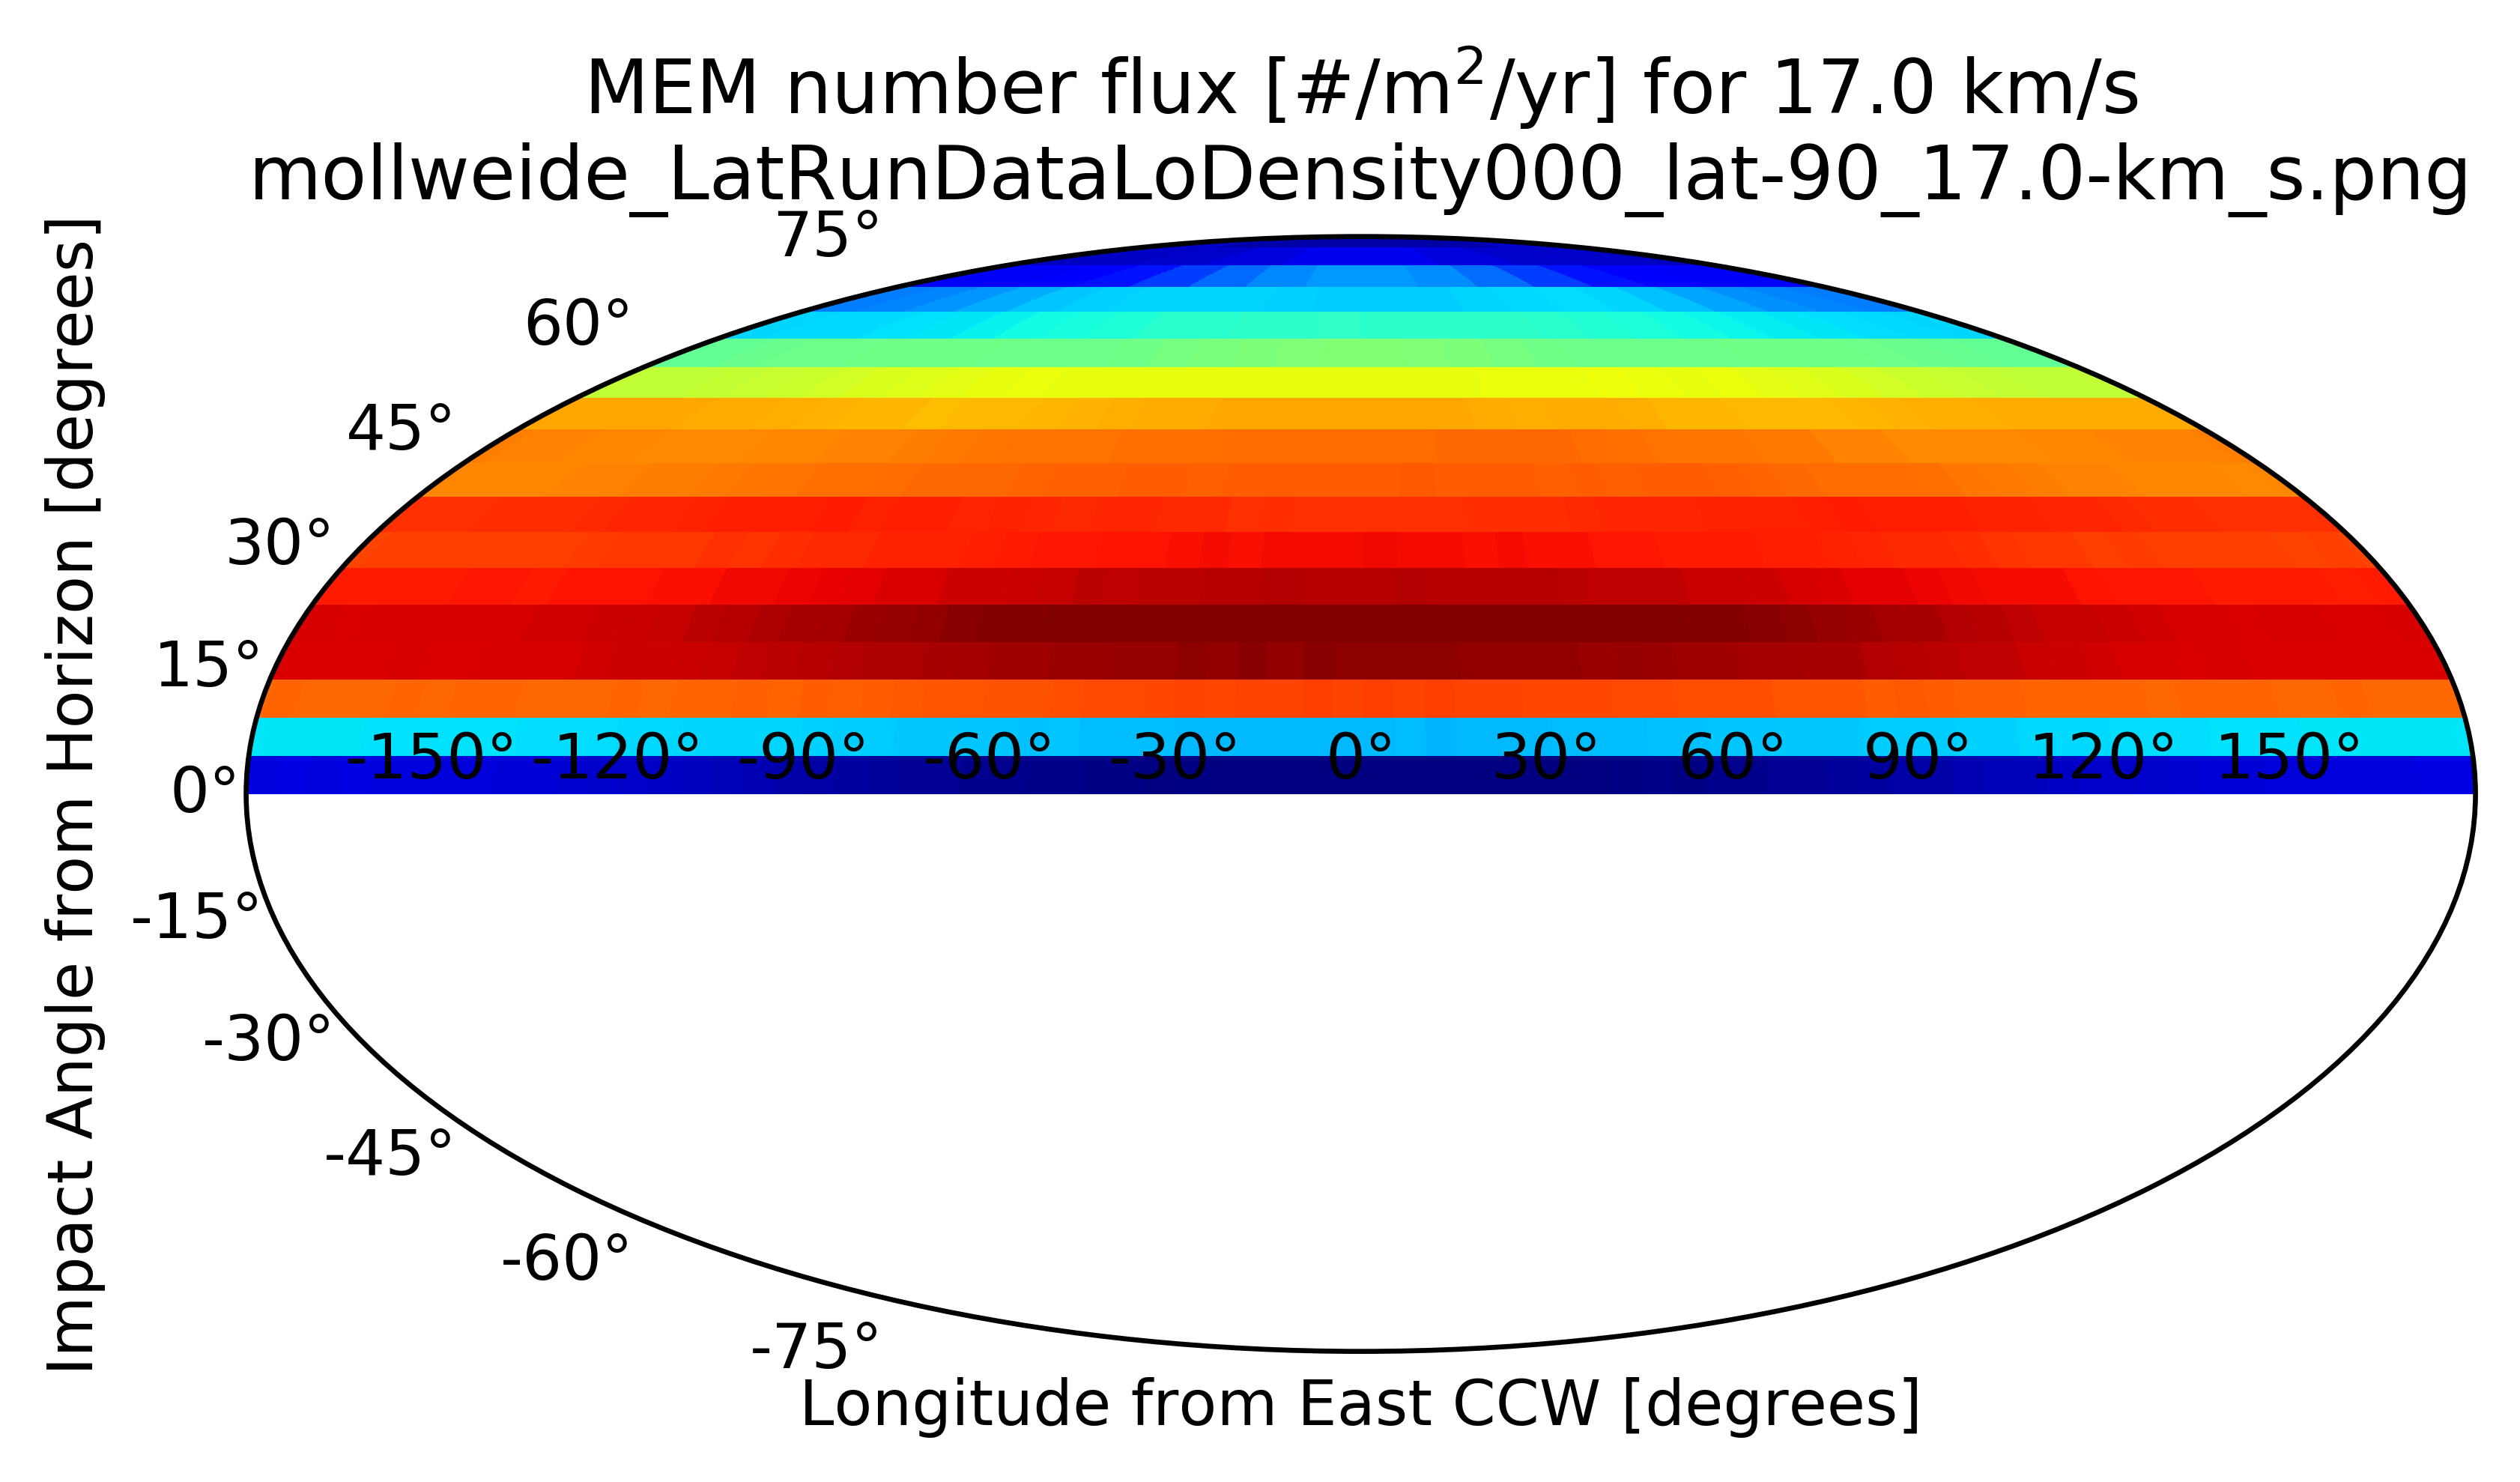 MEM number flux [#/m²/yr] for 17.0 km/s
mollweide_LatRunDataLoDensity000_lat-90_17.0-km_s.png
Impact Angle from Horizon [degrees]
75°
60°
45°
30°
15°
0°
-15°
-30°
-45°
-60°
-75°
-150° -120° -90° -60° -30° 0° 30° 60° 90° 120° 150°
Longitude from East CCW [degrees]